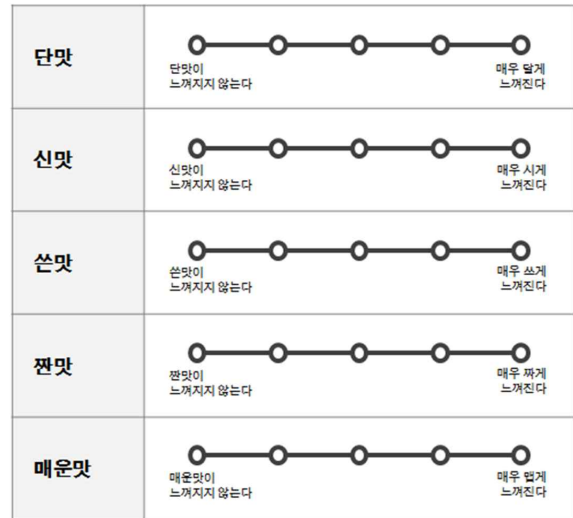 단맛
단맛이
느껴지지 않는다
매우 달게
느껴진다
신맛
신맛이
느껴지지 않는다
매우 시게
느껴진다
쓴맛
쓴맛이
느껴지지 않는다
매우 쓰게
느껴진다
짠맛
짠맛이
느껴지지 않는다
매우 짜게
느껴진다
매운맛
매운맛이
느껴지지 않는다
매우 맵게
느껴진다